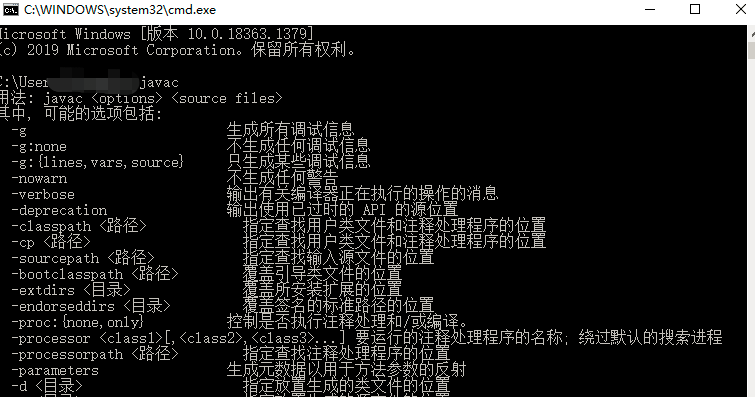 C:\WINDOWS\system32\cmd.exe
Microsoft Windows [版本 10.0.18363.1379]
(c) 2019 Microsoft Corporation。保留所有权利。
C:\User javac
用法: javac <options> <source files>
其中, 可能的选项包括:
-g 生成所有调试信息
-g:none 不生成任何调试信息
-g:{lines,vars,source} 只生成某些调试信息
-nowarn 不生成任何警告
-verbose 输出有关编译器正在执行的操作的消息
-deprecation 输出使用已过时的 API 的源位置
-classpath <路径> 指定查找用户类文件和注释处理程序的位置
-cp <路径> 指定查找用户类文件和注释处理程序的位置
-sourcepath <路径> 指定查找输入源文件的位置
-bootclasspath <路径> 覆盖引导类文件的位置
-extdirs <目录> 覆盖所安装扩展的位置
-endorseddirs <目录> 覆盖签名的标准路径的位置
-proc:{none,only} 控制是否执行注释处理和/或编译。
-processor <class1>[,<class2>,<class3>...] 要运行的注释处理程序的名称; 绕过默认的搜索进程
-processorpath <路径> 指定查找注释处理程序的位置
-parameters 生成元数据以用于方法参数的反射
-d <目录> 指定放置生成的类文件的位置